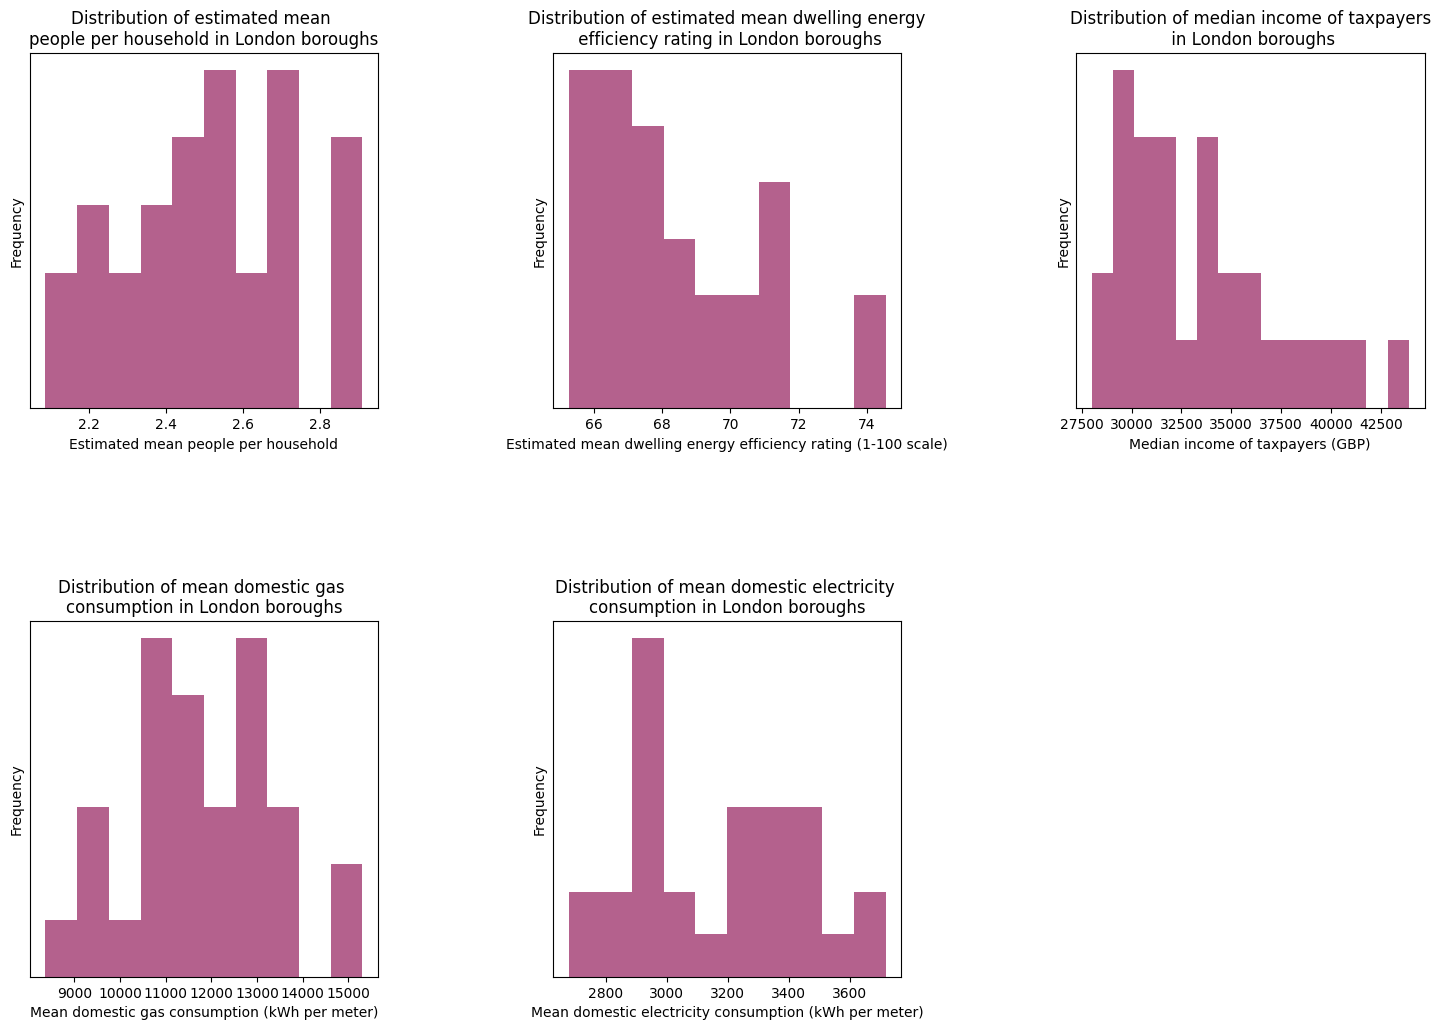 Distribution of estimated mean
people per household in London boroughs
Frequency
2.2 2.4 2.6 2.8
Estimated mean people per household
Distribution of estimated mean dwelling energy
efficiency rating in London boroughs
Frequency
66 68 70 72 74
Estimated mean dwelling energy efficiency rating (1-100 scale)
Distribution of median income of taxpayers
in London boroughs
Frequency
27500 30000 32500 35000 37500 40000 42500
Median income of taxpayers (GBP)
Distribution of mean domestic gas
consumption in London boroughs
Frequency
9000 10000 11000 12000 13000 14000 15000
Mean domestic gas consumption (kWh per meter)
Distribution of mean domestic electricity
consumption in London boroughs
Frequency
2800 3000 3200 3400 3600
Mean domestic electricity consumption (kWh per meter)